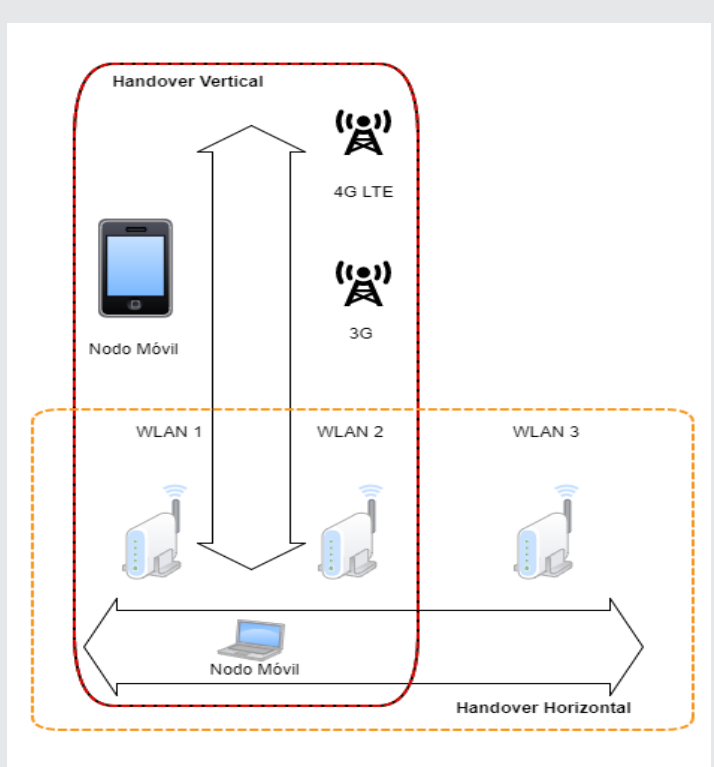 Handover Vertical
4G LTE
3G
Nodo Móvil
WLAN 1
WLAN 2
WLAN 3
Nodo Móvil
Handover Horizontal